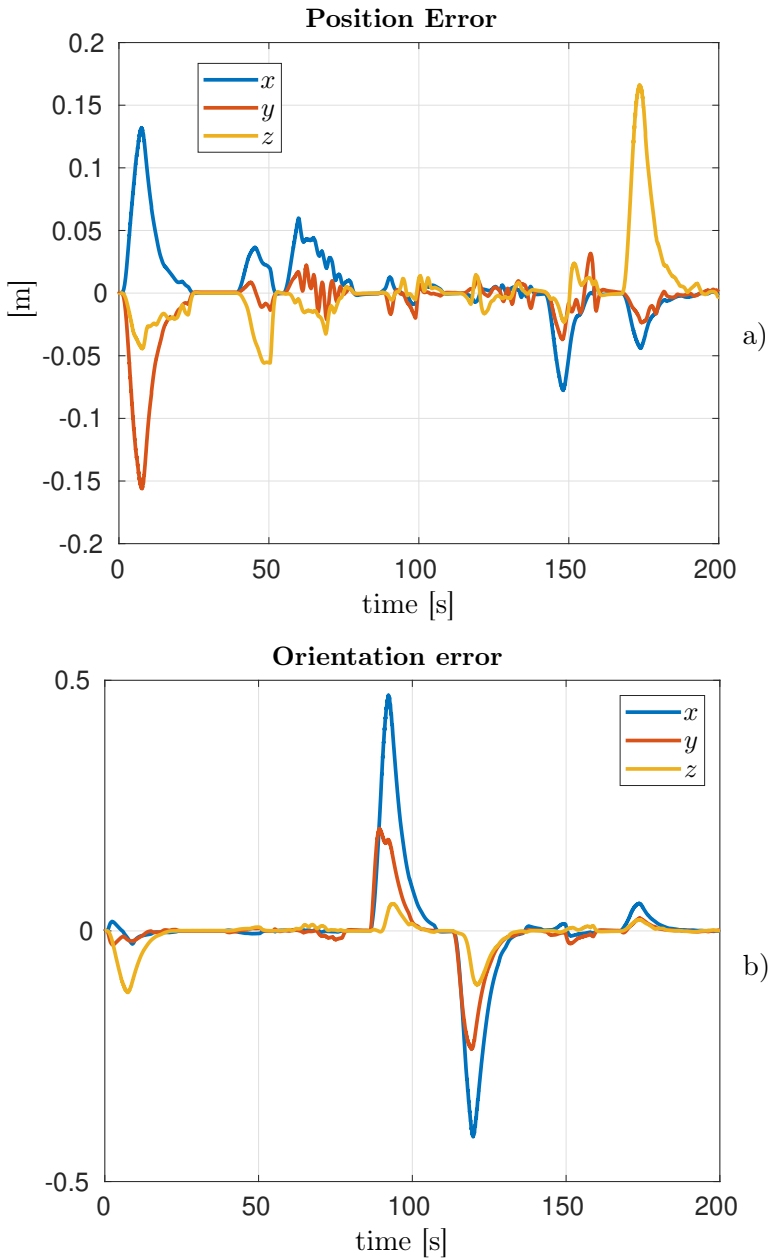 Position Error
0.2
x
0.15
y
z
0.1
0.05
[m]
0
-0.05
a)
-0.1
-0.15
-0.2
0 50 100 150 200
time [s]
Orientation error
0.5
x
y
z
0
b)
-0.5
0 50 100 150 200
time [s]